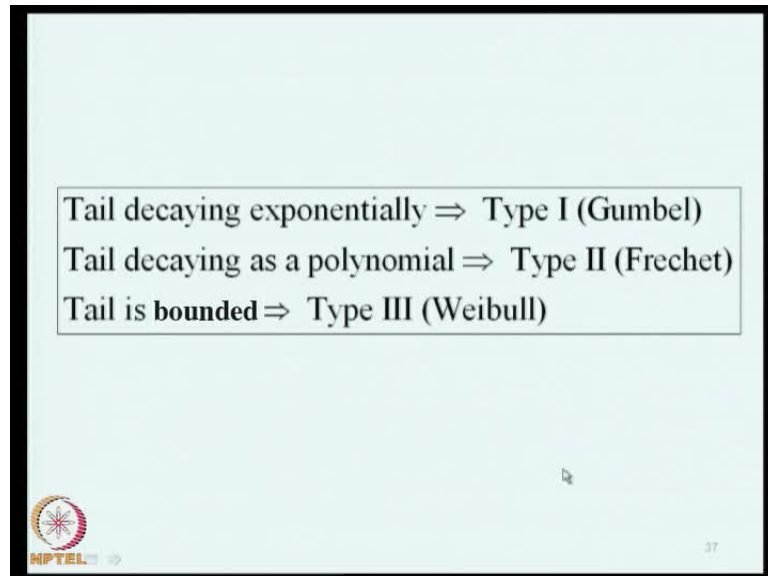 Tail decaying exponentially ⇒ Type I (Gumbel)
Tail decaying as a polynomial ⇒ Type II (Frechet)
Tail is bounded ⇒ Type III (Weibull)
NPTEL
37